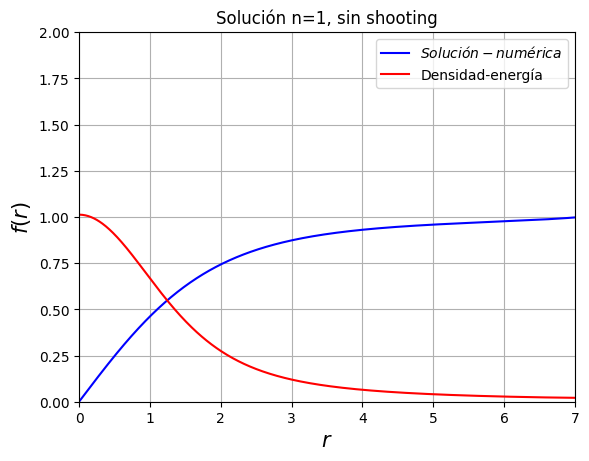 Solución n=1, sin shooting
Solución − numérica
Densidad-energía
f(r)
2.00
1.75
1.50
1.25
1.00
0.75
0.50
0.25
0.00
0 1 2 3 4 5 6 7
r